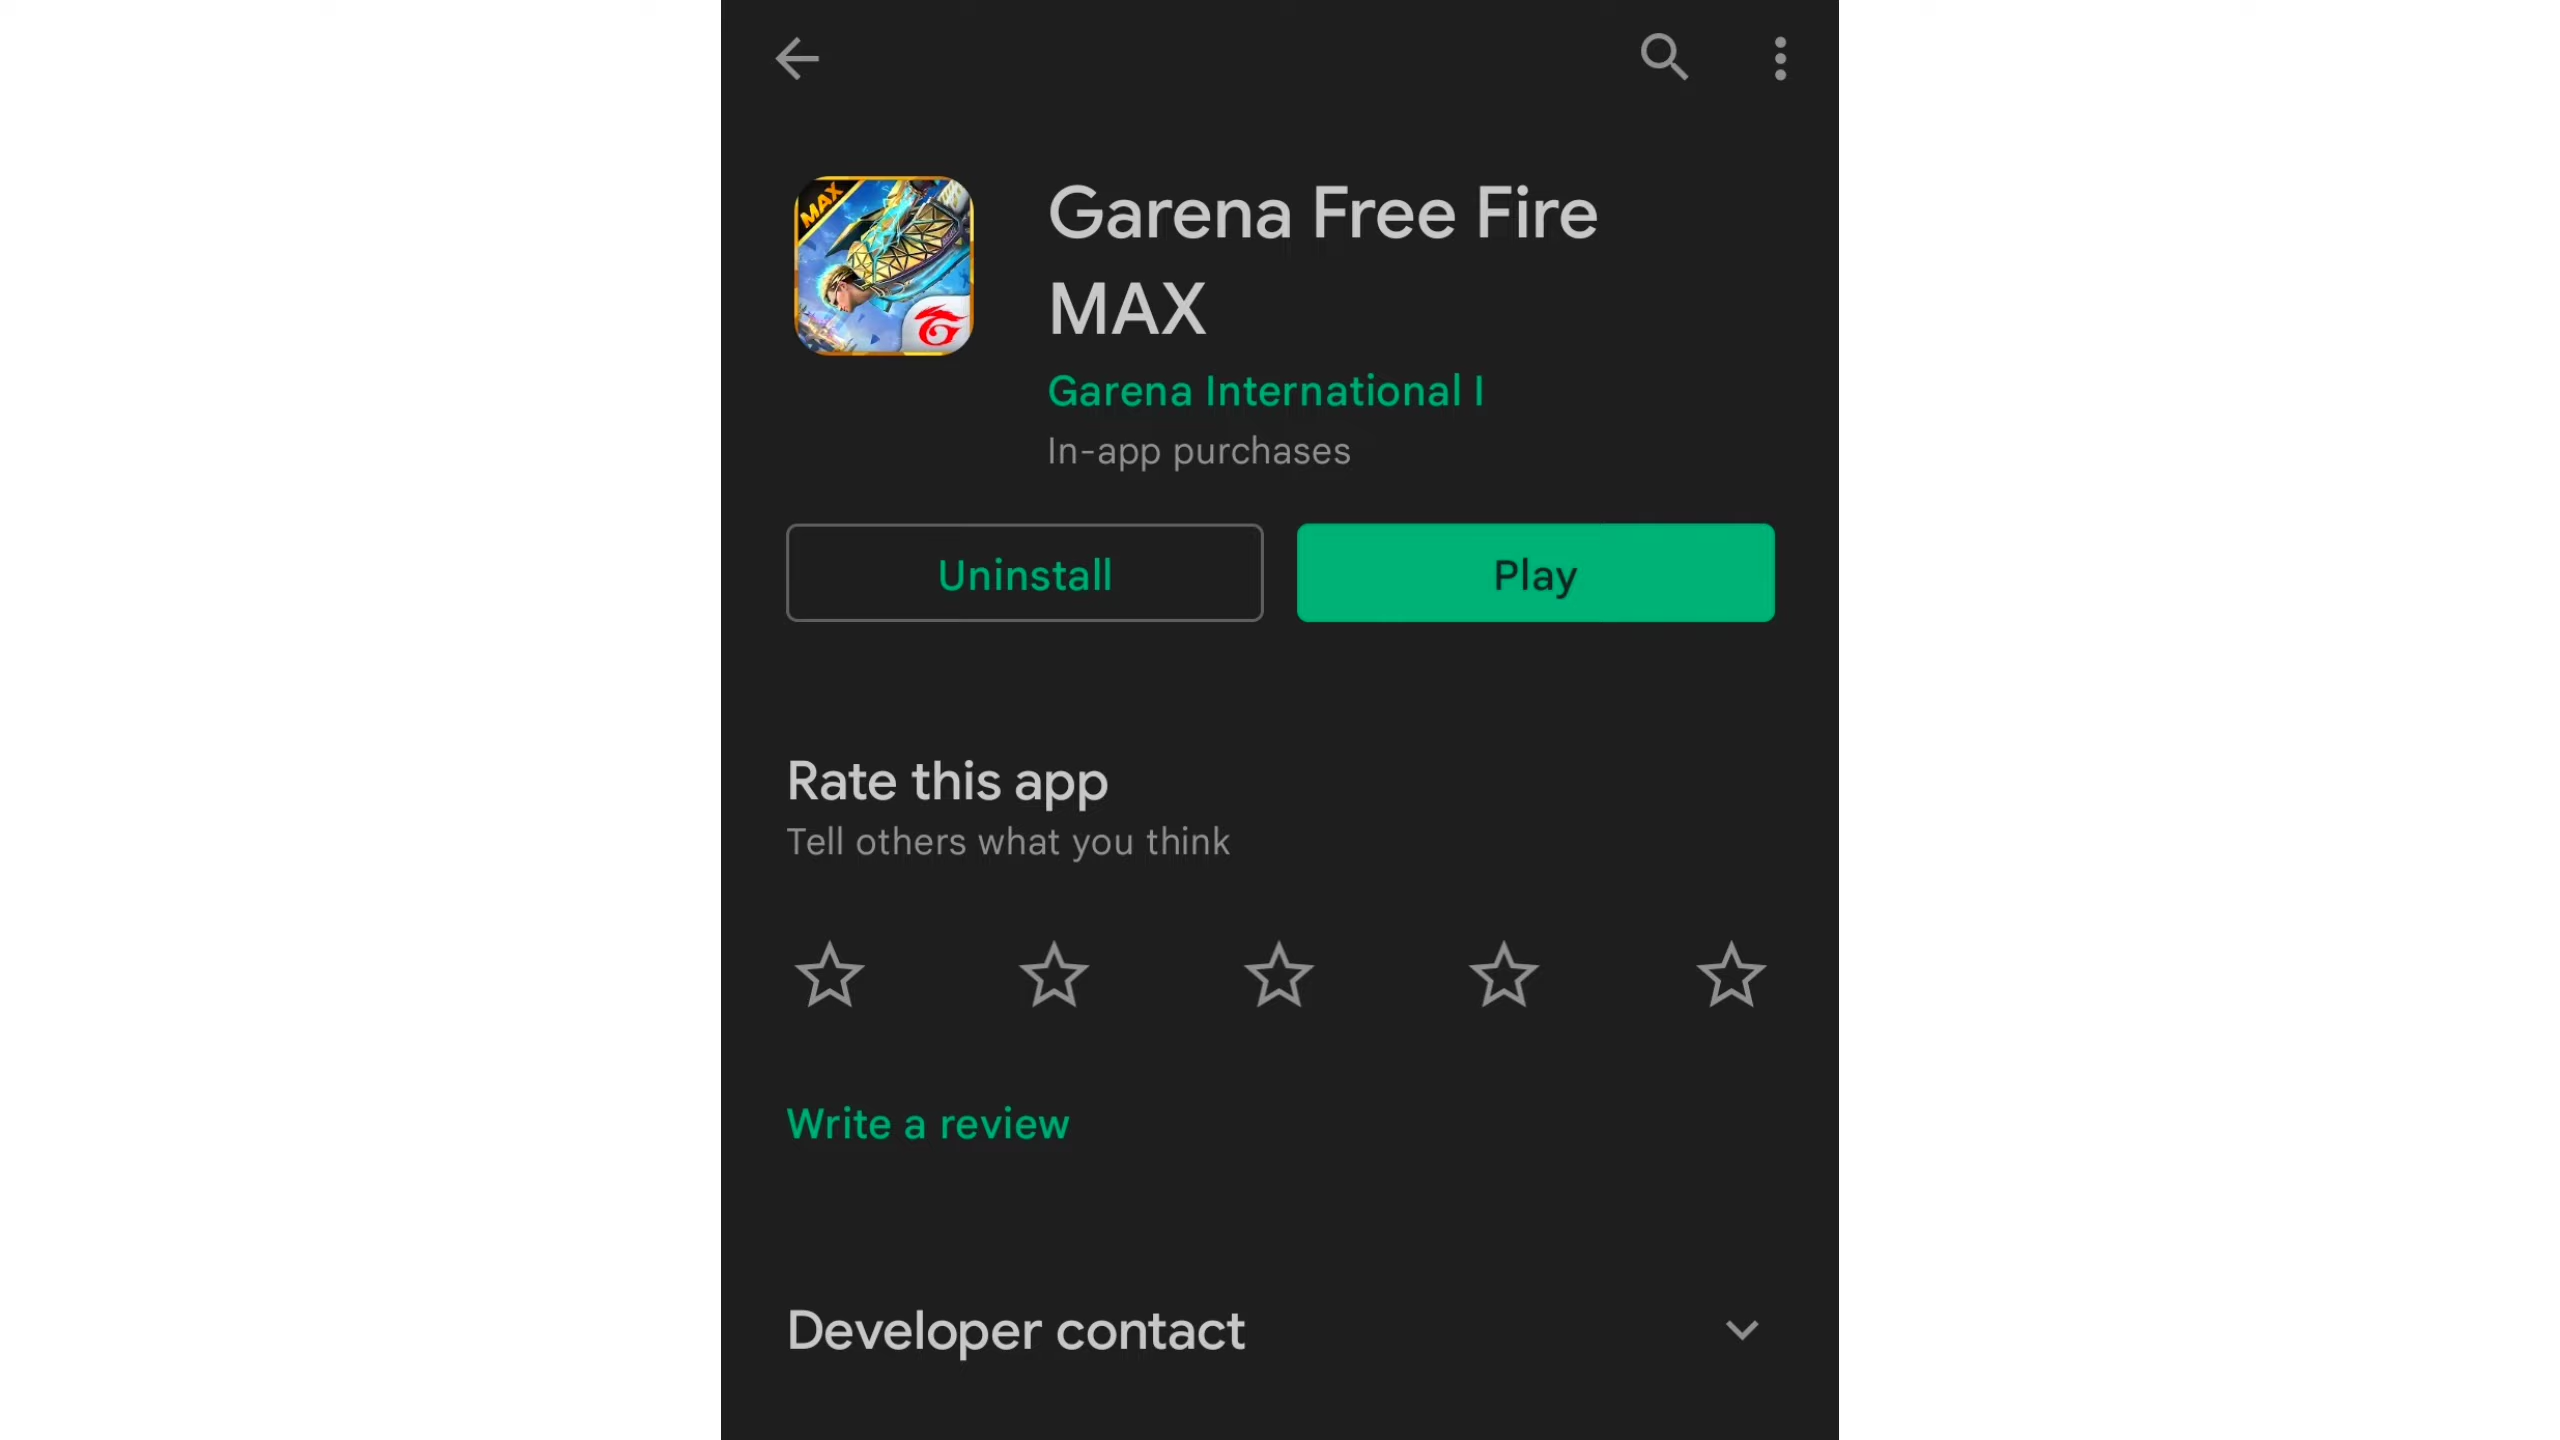 MAX
Garena Free Fire
MAX
Garena International I
In-app purchases
Uninstall
Play
Rate this app
Tell others what you think
Write a review
Developer contact